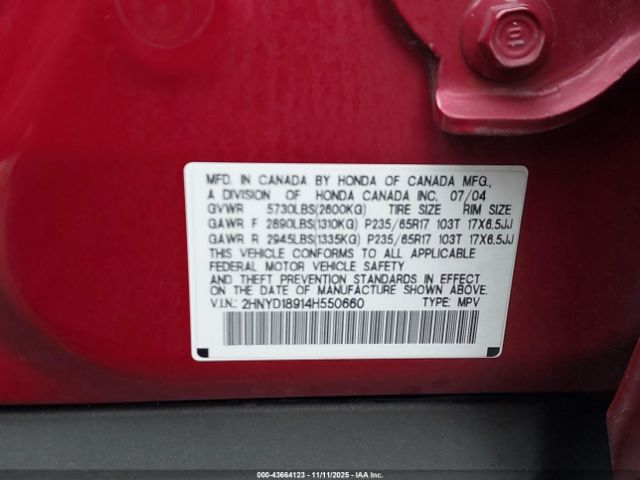 MFD. IN CANADA BY HONDA OF CANADA MFG.,
A DIVISION OF HONDA CANADA INC. 07/04
GVWR 5730LBS(2600KG) TIRE SIZE RIM SIZE
GAWR F 2890LBS(1310KG) P235/65R17 103T 17X6.5JJ
GAWR R 2945LBS(1335KG) P235/65R17 103T 17X6.5JJ
THIS VEHICLE CONFORMS TO ALL APPLICABLE
FEDERAL MOTOR VEHICLE SAFETY
AND THEFT PREVENTION STANDARDS IN EFFECT ON
THE DATE OF MANUFACTURE SHOWN ABOVE.
V.I.N.: 2HNYD18914H550660 TYPE: MPV
000-43664123 - 11/11/2025 - IAA Inc.